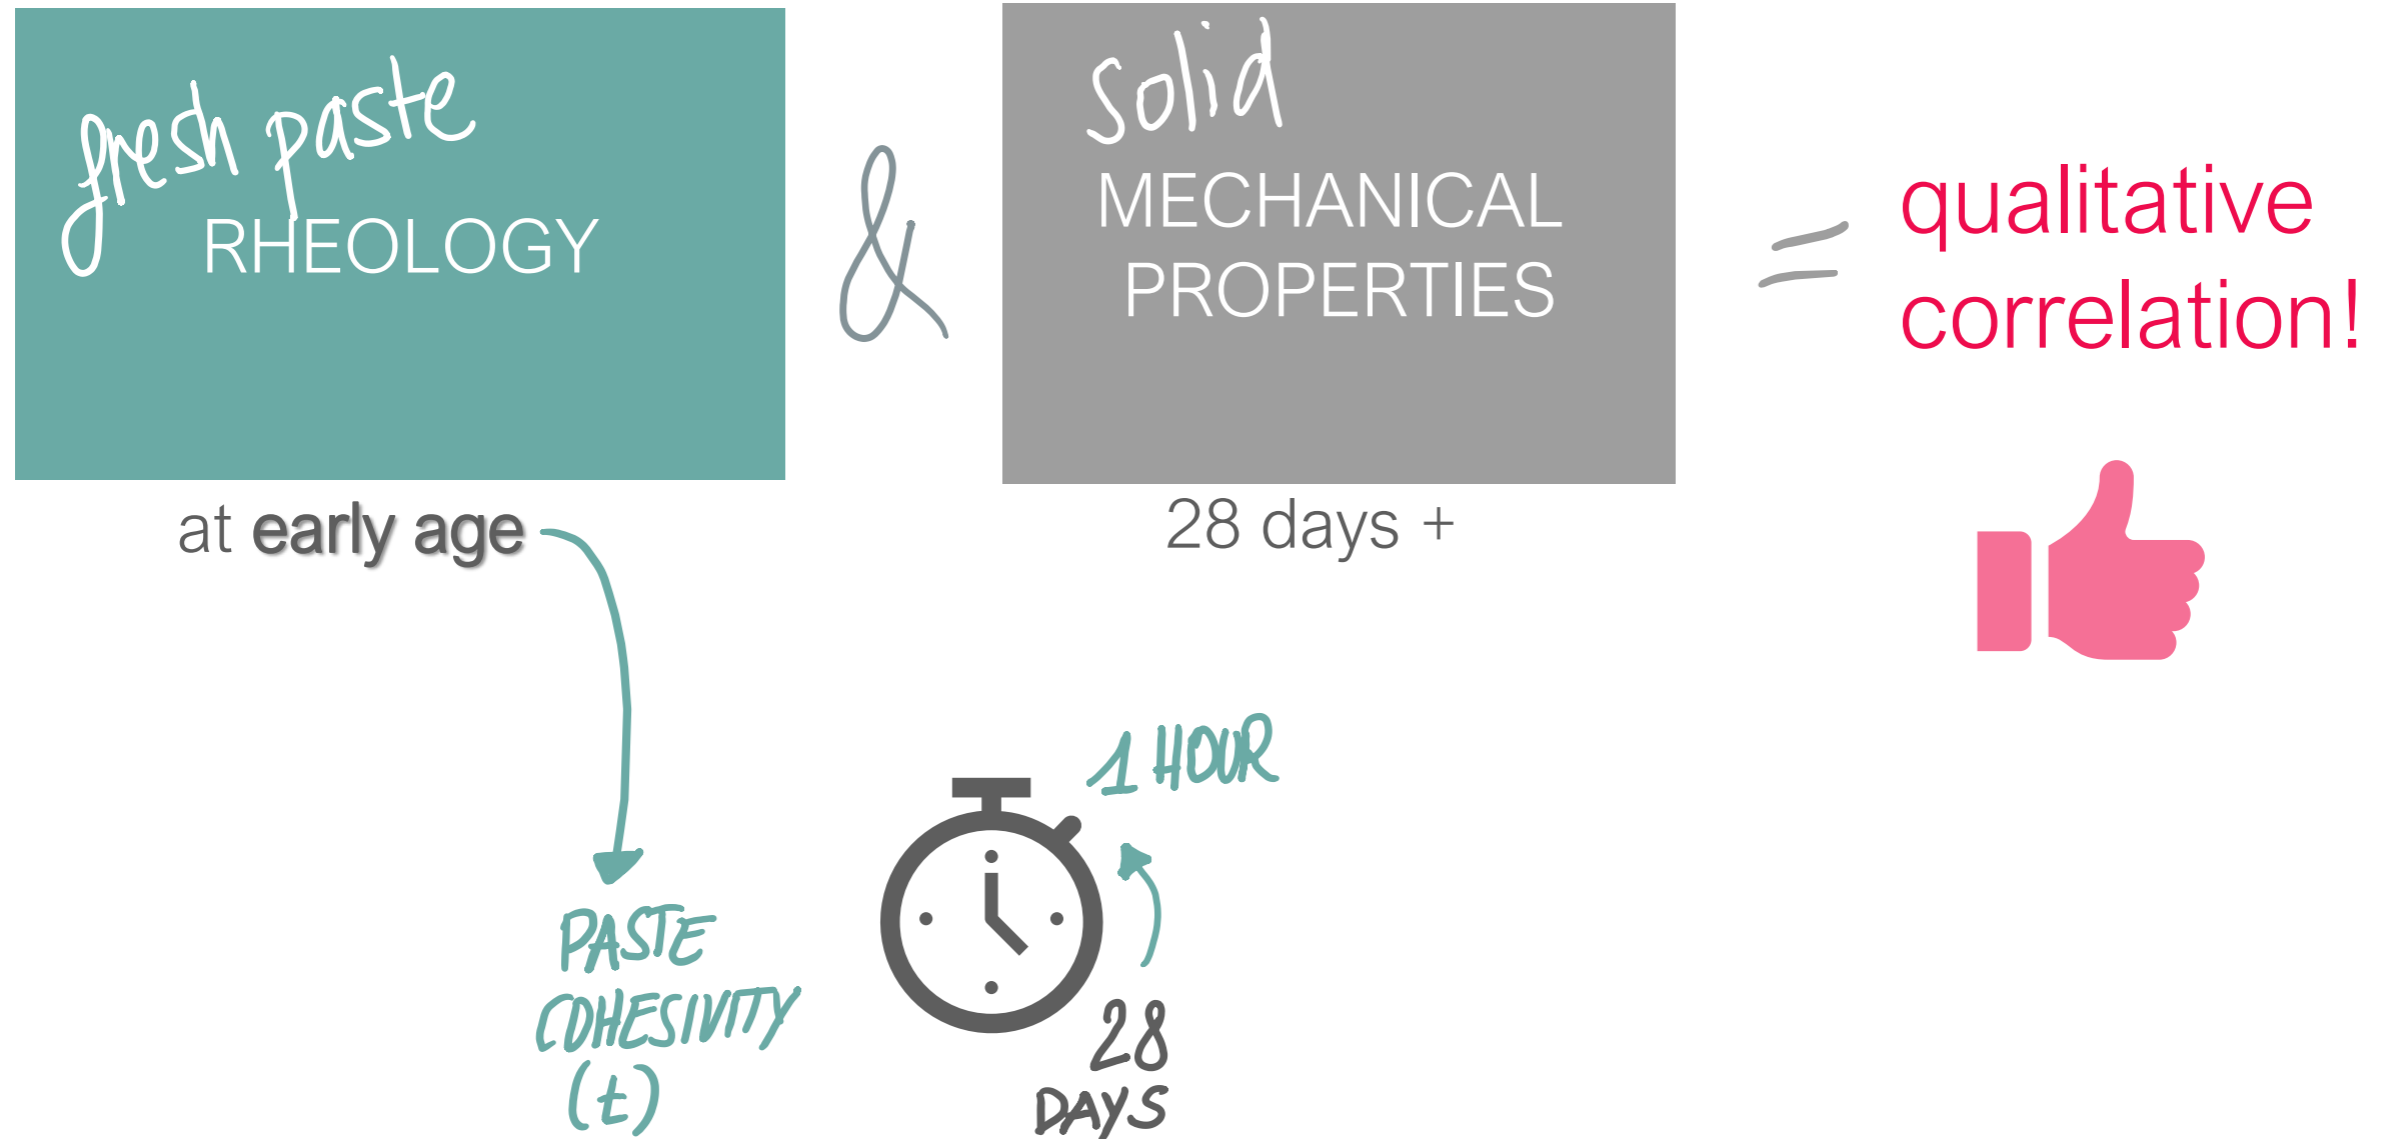 fresh paste
RHEOLOGY
&
solid
MECHANICAL
PROPERTIES
=
qualitative
correlation!
at early age
28 days +
1 HOUR
28
DAYS
PASTE
COHESIVITY
(t)